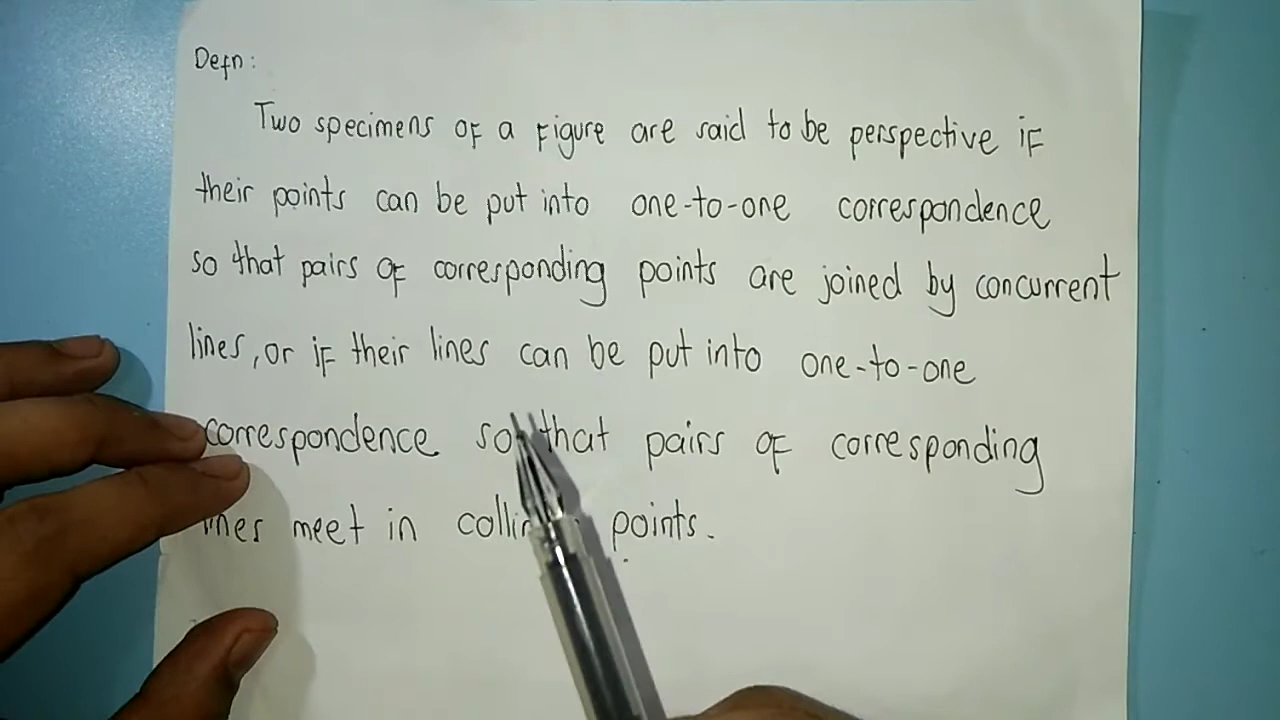 Defn:
Two specimens of a figure are said to be perspective if
their points can be put into one-to-one correspondence
so that pairs of corresponding points are joined by concurrent
lines, or if their lines can be put into one-to-one
correspondence so that pairs of corresponding
lines meet in points.